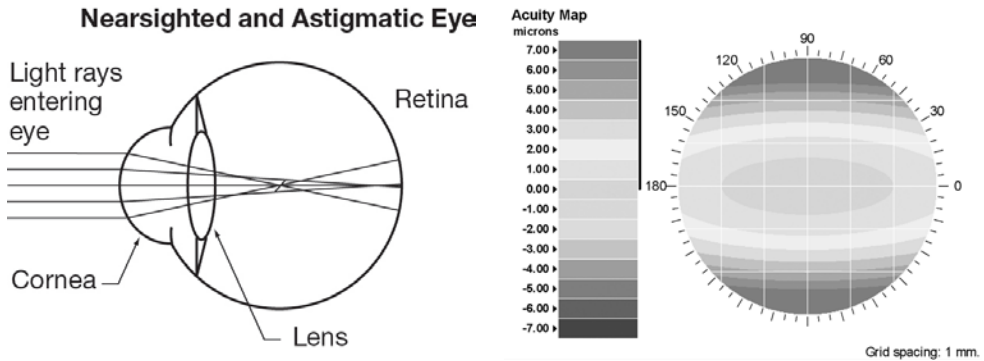 Nearsighted and Astigmatic Eye
Light rays
entering
eye
Retina
Cornea
Lens
Acuity Map
microns
7.00
6.00
5.00
4.00
3.00
2.00
1.00
0.00
-1.00
-2.00
-3.00
-4.00
-5.00
-6.00
-7.00
90
120
60
150
30
180
0
Grid spacing: 1 mm.